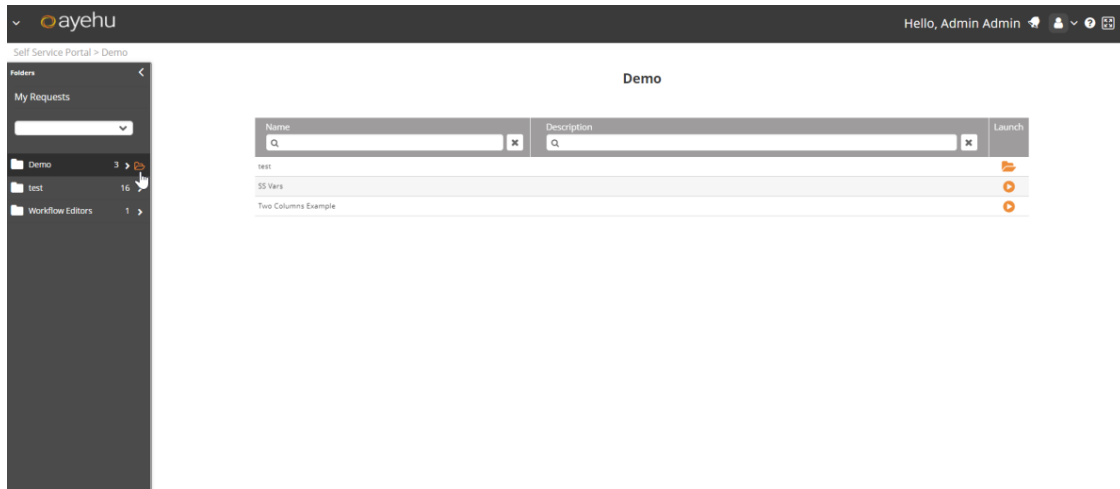 ayehu
Hello, Admin Admin
Self Service Portal > Demo
Folders
My Requests
Demo 3
test 16
Workflow Editors 1
Demo
Name Description Launch
test
SS Vars
Two Columns Example